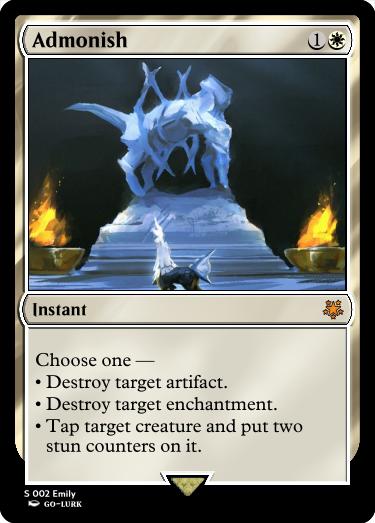 Admonish 1
Instant
Choose one —
• Destroy target artifact.
• Destroy target enchantment.
• Tap target creature and put two
stun counters on it.
S 002 Emily
GO-LURK